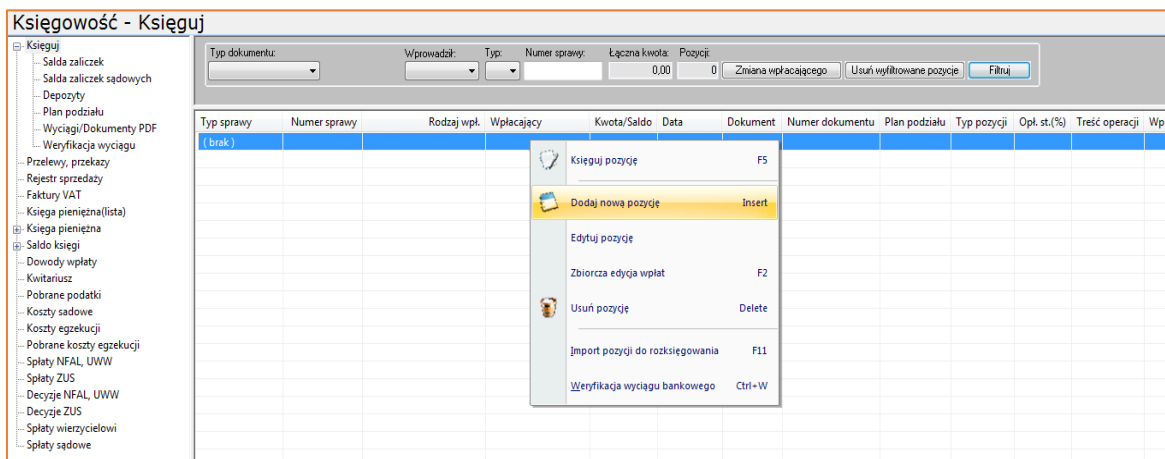 Księgowość - Księguj
Księguj
Salda zaliczek
Salda zaliczek sądowych
Depozyty
Plan podziału
Wyciągi/Dokumenty PDF
Weryfikacja wyciągu
Przelewy, przekazy
Rejestr sprzedaży
Faktury VAT
Księga pieniężna(lista)
Księga pieniężna
Saldo księgi
Dowody wpłaty
Kwitariusz
Pobrane podatki
Koszty sadowe
Koszty egzekucji
Pobrane koszty egzekucji
Spłaty NFAL, UWW
Spłaty ZUS
Decyzje NFAL, UWW
Decyzje ZUS
Spłaty wierzycielowi
Spłaty sądowe
Typ dokumentu: Wprowadził: Typ: Numer sprawy: Łączna kwota: Pozycji:
0,00 0 Zmiana wpłacającego Usuń wyfiltrowane pozycje Filtruj
Typ sprawy Numer sprawy Rodzaj wpł. Wpłacający Kwota/Saldo Data Dokument Numer dokumentu Plan podziału Typ pozycji Opł. st.(%) Treść operacji Wp
( brak )
Księguj pozycję F5
Dodaj nową pozycję Insert
Edytuj pozycję
Zbiorcza edycja wpłat F2
Usuń pozycję Delete
Import pozycji do rozksięgowania F11
Weryfikacja wyciągu bankowego Ctrl+W